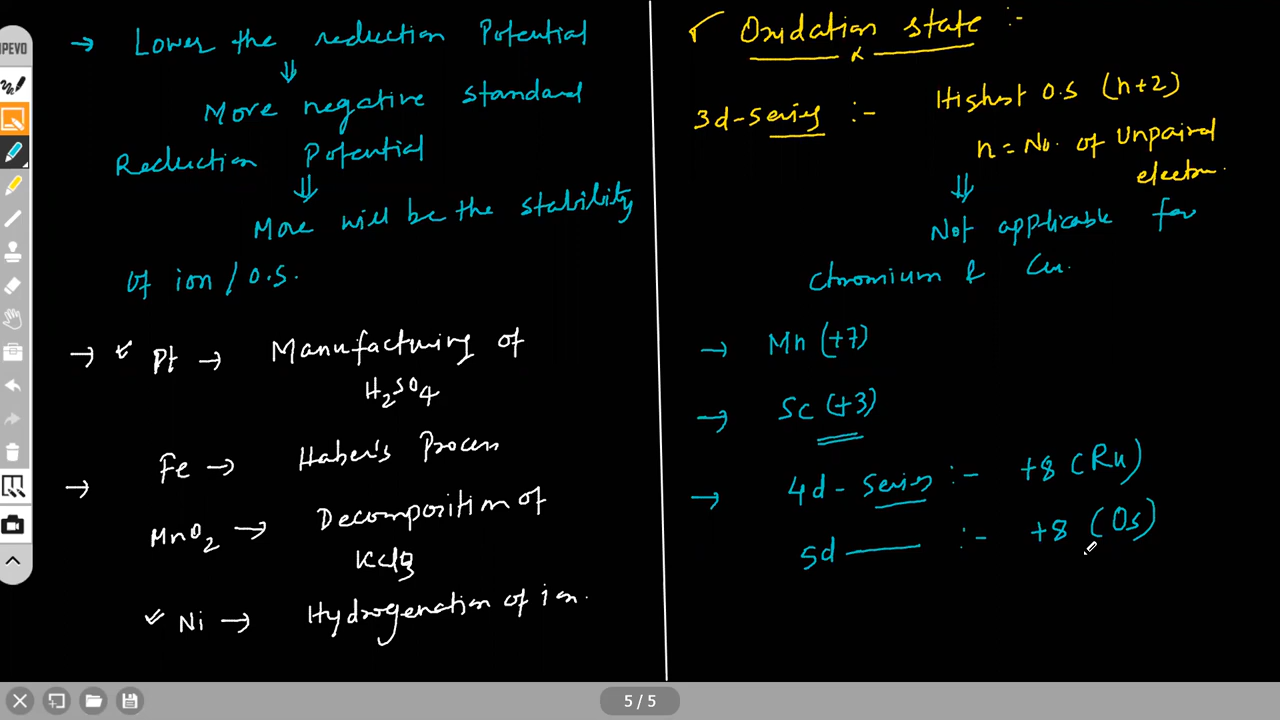 → Lower the reduction Potential
⇓
More negative standard
Reduction Potential
⇓
More will be the stability
Of ion / O.S.
→ ✓ Pt → Manufacturing of
H₂SO₄
→ Fe → Haber's Process
MnO₂ → Decomposition of
KClO₃
✓ Ni → Hydrogenation of ion.
✓ Oxidation state :-
3d-series :- Highest O.S (n+2)
n = No. of Unpaired
electron.
⇓
Not applicable for
chromium & Cu.
→ Mn (+7)
→ Sc (+3)
→ 4d-series :- +8 (Ru)
5d —— :- +8 (Os)
IPEVO
5 / 5